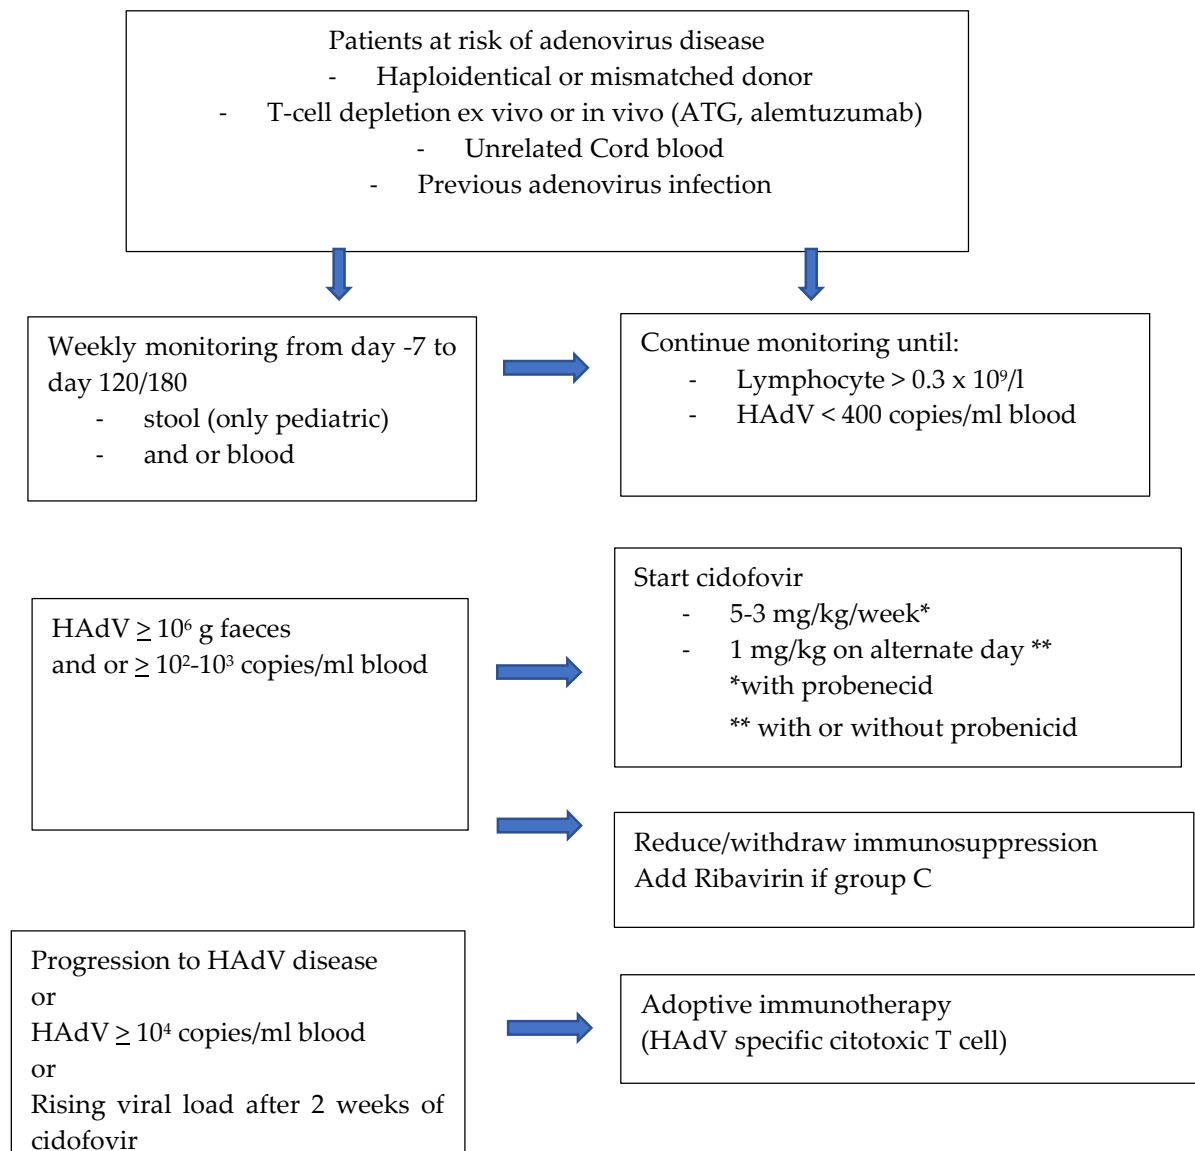 Patients at risk of adenovirus disease
- Haploidentical or mismatched donor
- T-cell depletion ex vivo or in vivo (ATG, alemtuzumab)
- Unrelated Cord blood
- Previous adenovirus infection
Weekly monitoring from day -7 to
day 120/180
- stool (only pediatric)
- and or blood
Continue monitoring until:
- Lymphocyte > 0.3 x 10⁹/l
- HAdV < 400 copies/ml blood
HAdV ≥ 10⁶ g faeces
and or ≥ 10²-10³ copies/ml blood
Start cidofovir
- 5-3 mg/kg/week*
- 1 mg/kg on alternate day **
*with probenecid
** with or without probenicid
Reduce/withdraw immunosuppression
Add Ribavirin if group C
Progression to HAdV disease
or
HAdV ≥ 10⁴ copies/ml blood
or
Rising viral load after 2 weeks of
cidofovir
Adoptive immunotherapy
(HAdV specific citotoxic T cell)